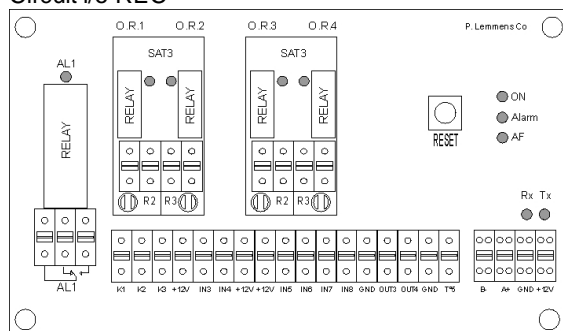 Circuit i/o REC
O.R.1 O.R.2 O.R.3 O.R.4 P. Lemmens Co
AL1 SAT3 SAT3
RELAY RELAY RELAY RELAY RELAY
ON
Alarm
RESET AF
R2 R3 R2 R3
Rx Tx
AL1 K1 K2 K3 +12V IN3 IN4 +12V +12V IN5 IN6 IN7 IN8 GND OUT3 OUT4 GND T°5 B- A+ GND +12V